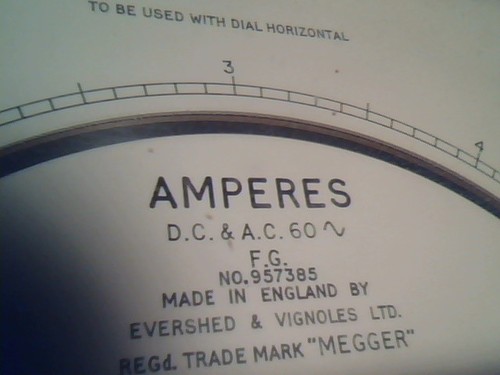 TO BE USED WITH DIAL HORIZONTAL
3
4
AMPERES
D.C. & A.C. 60 ∿
F.G.
NO. 957385
MADE IN ENGLAND BY
EVERSHED & VIGNOLES LTD.
REGd. TRADE MARK "MEGGER"